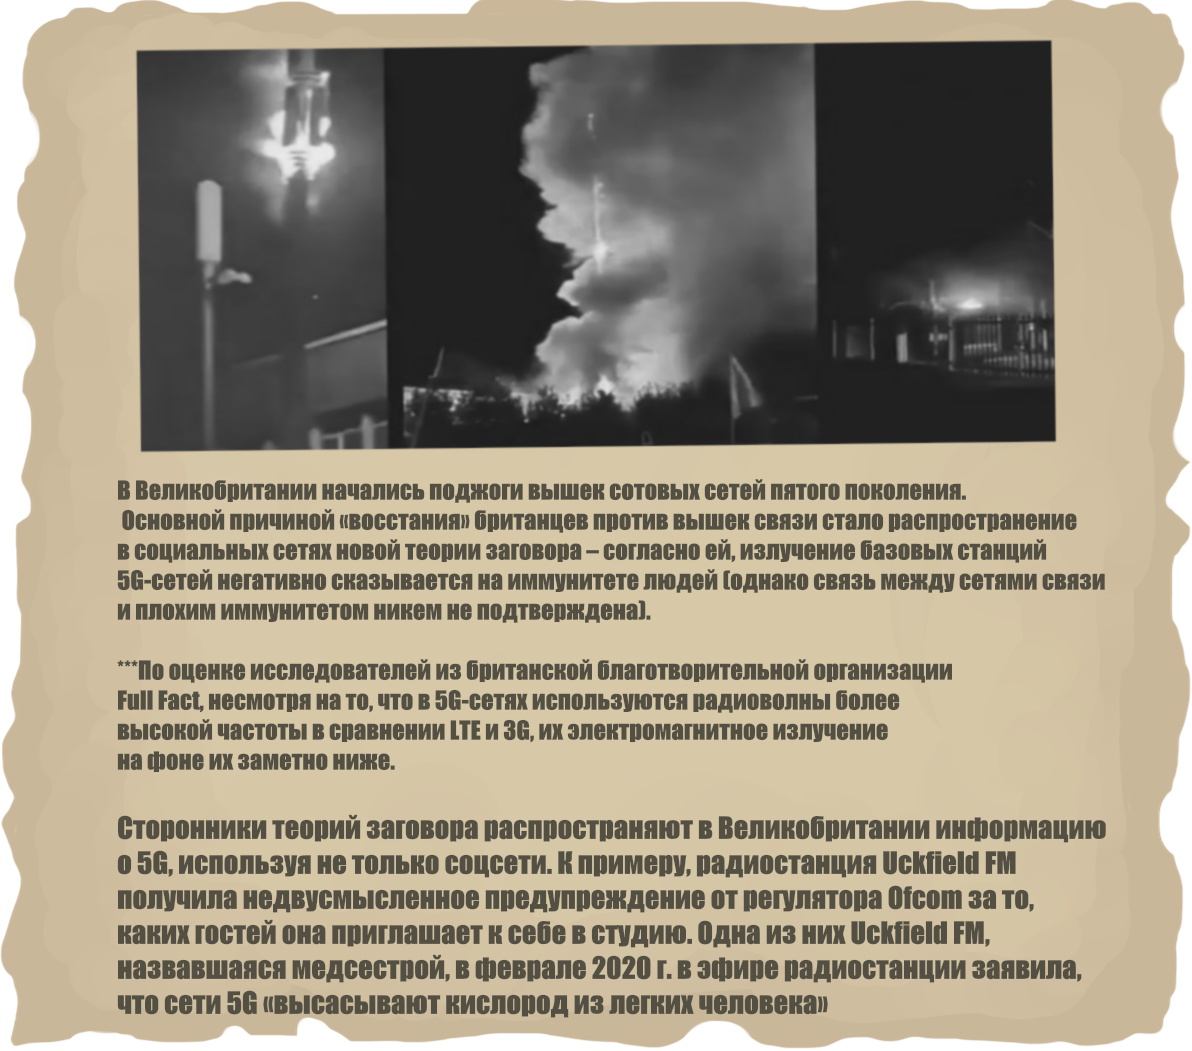 В Великобритании начались поджоги вышек сотовых сетей пятого поколения.
Основной причиной «восстания» британцев против вышек связи стало распространение
в социальных сетях новой теории заговора – согласно ей, излучение базовых станций
5G-сетей негативно сказывается на иммунитете людей (однако связь между сетями связи
и плохим иммунитетом никем не подтверждена).
***По оценке исследователей из британской благотворительной организации
Full Fact, несмотря на то, что в 5G-сетях используются радиоволны более
высокой частоты в сравнении LTE и 3G, их электромагнитное излучение
на фоне их заметно ниже.
Сторонники теорий заговора распространяют в Великобритании информацию
о 5G, используя не только соцсети. К примеру, радиостанция Uckfield FM
получила недвусмысленное предупреждение от регулятора Ofcom за то,
каких гостей она приглашает к себе в студию. Одна из них Uckfield FM,
назвавшаяся медсестрой, в феврале 2020 г. в эфире радиостанции заявила,
что сети 5G «высасывают кислород из легких человека»